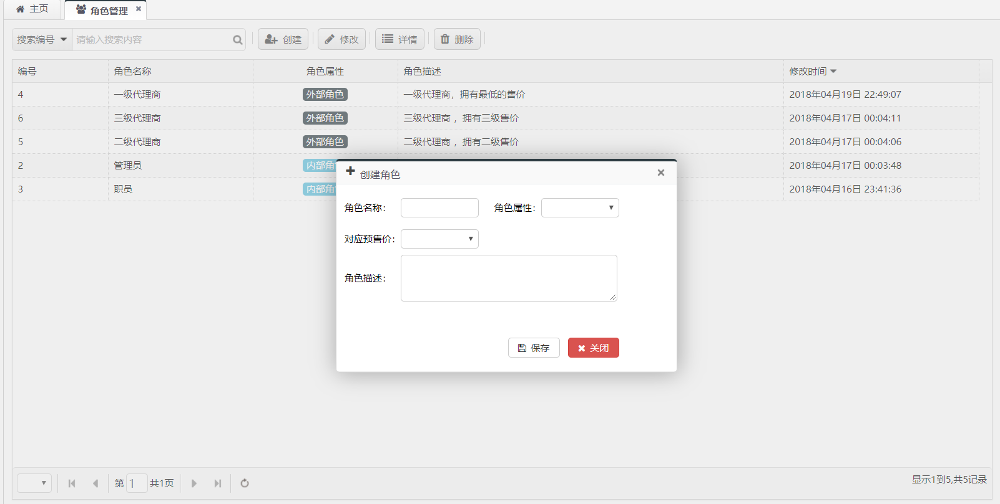 主页 角色管理
搜索编号 请输入搜索内容 创建 修改 详情 删除
编号 角色名称 角色属性 角色描述 修改时间
4 一级代理商 外部角色 一级代理商，拥有最低的售价 2018年04月19日 22:49:07
6 三级代理商 外部角色 三级代理商 ，拥有三级售价 2018年04月17日 00:04:11
5 二级代理商 外部角色 二级代理商 ，拥有二级售价 2018年04月17日 00:04:06
2 管理员 内部角 2018年04月17日 00:03:48
3 职员 内部角 2018年04月16日 23:41:36
创建角色
角色名称： 角色属性：
对应预售价：
角色描述：
保存 关闭
第 1 共1页 显示1到5,共5记录